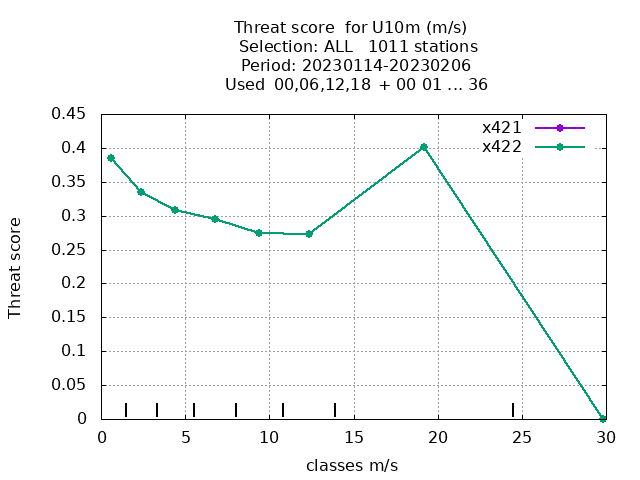 Threat score for U10m (m/s)
Selection: ALL 1011 stations
Period: 20230114-20230206
Used 00,06,12,18 + 00 01 ... 36
x421
x422
0.45
0.4
0.35
0.3
0.25
0.2
0.15
0.1
0.05
0
Threat score
0 5 10 15 20 25 30
classes m/s